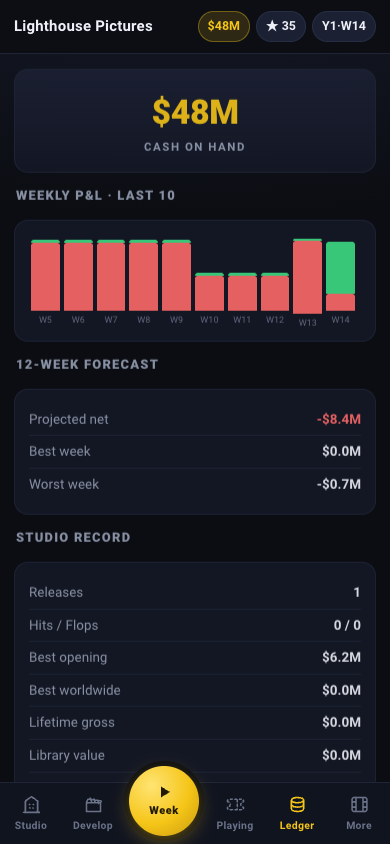 Lighthouse Pictures
$48M
★ 35
Y1·W14
$48M
CASH ON HAND
WEEKLY P&L · LAST 10
W5 W6 W7 W8 W9 W10 W11 W12 W13 W14
12-WEEK FORECAST
Projected net -$8.4M
Best week $0.0M
Worst week -$0.7M
STUDIO RECORD
Releases 1
Hits / Flops 0 / 0
Best opening $6.2M
Best worldwide $0.0M
Lifetime gross $0.0M
Library value $0.0M
Studio Develop Week Playing Ledger More